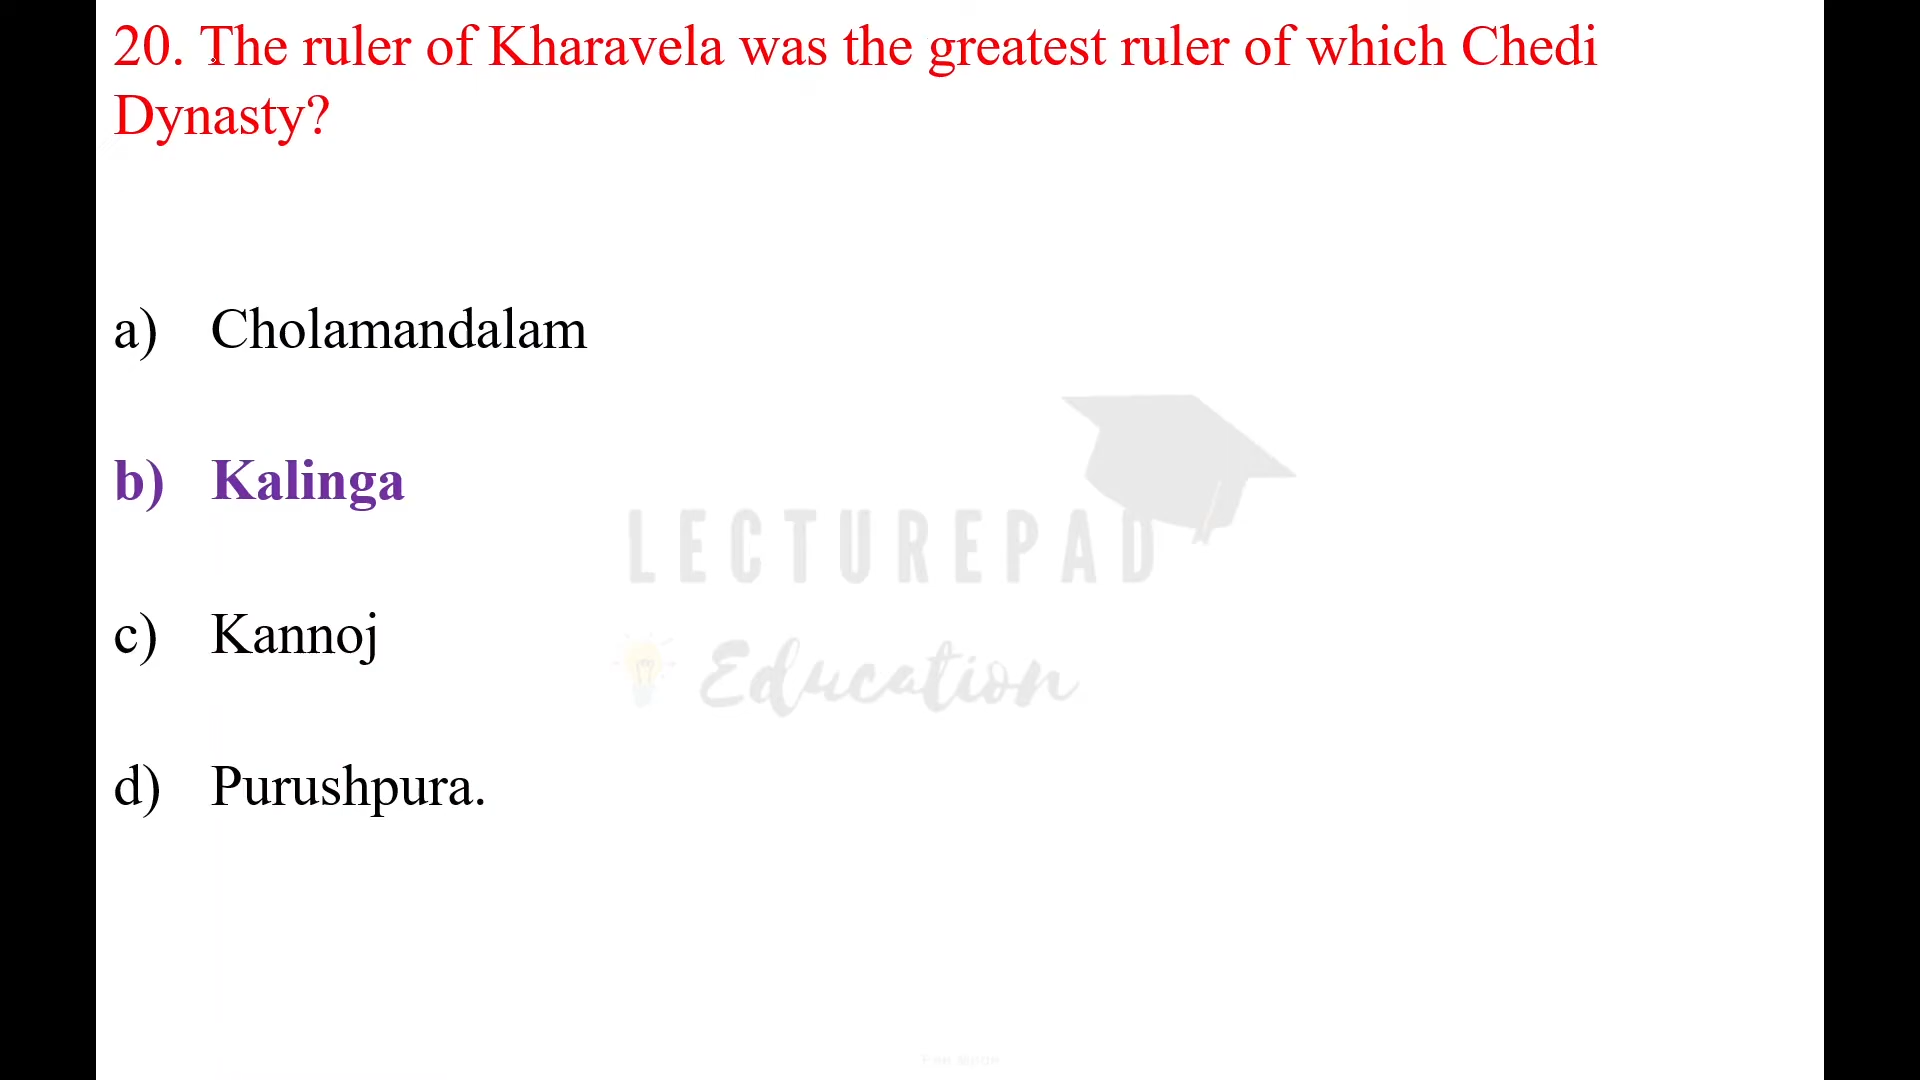 20. The ruler of Kharavela was the greatest ruler of which Chedi
Dynasty?
a) Cholamandalam
b) Kalinga
LECTUREPAD
c) Kannoj
Education
d) Purushpura.